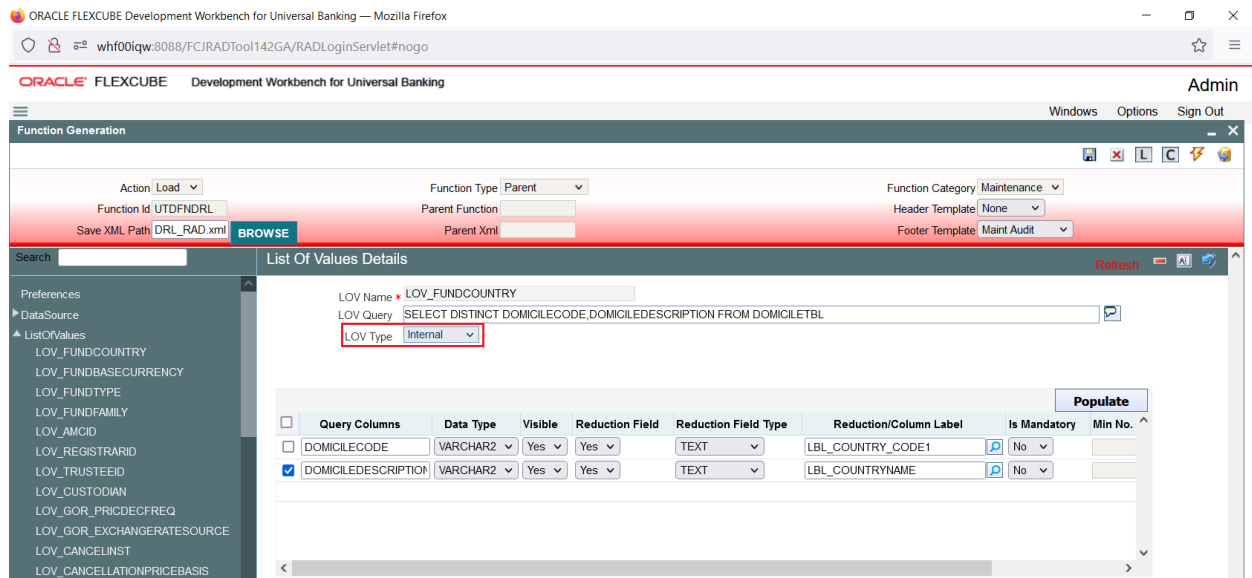 ORACLE FLEXCUBE Development Workbench for Universal Banking — Mozilla Firefox
whf00iqw:8088/FCJRADTool142GA/RADLoginServlet#nogo
ORACLE FLEXCUBE Development Workbench for Universal Banking
Admin
Windows Options Sign Out
Function Generation
L C
Action Load Function Type Parent Function Category Maintenance
Function Id UTDFNDRL Parent Function Header Template None
Save XML Path DRL_RAD.xml BROWSE Parent Xml Footer Template Maint Audit
Search
List Of Values Details
Refresh
Preferences
DataSource
ListOfValues
LOV_FUNDCOUNTRY
LOV_FUNDBASECURRENCY
LOV_FUNDTYPE
LOV_FUNDFAMILY
LOV_AMCID
LOV_REGISTRARID
LOV_TRUSTEEID
LOV_CUSTODIAN
LOV_GOR_PRICDECFREQ
LOV_GOR_EXCHANGERATESOURCE
LOV_CANCELINST
LOV_CANCELLATIONPRICEBASIS
LOV Name * LOV_FUNDCOUNTRY
LOV Query SELECT DISTINCT DOMICILECODE,DOMICILEDESCRIPTION FROM DOMICILETBL
LOV Type Internal
Populate
Query Columns Data Type Visible Reduction Field Reduction Field Type Reduction/Column Label Is Mandatory Min No.
DOMICILECODE VARCHAR2 Yes Yes TEXT LBL_COUNTRY_CODE1 No
DOMICILEDESCRIPTION VARCHAR2 Yes Yes TEXT LBL_COUNTRYNAME No